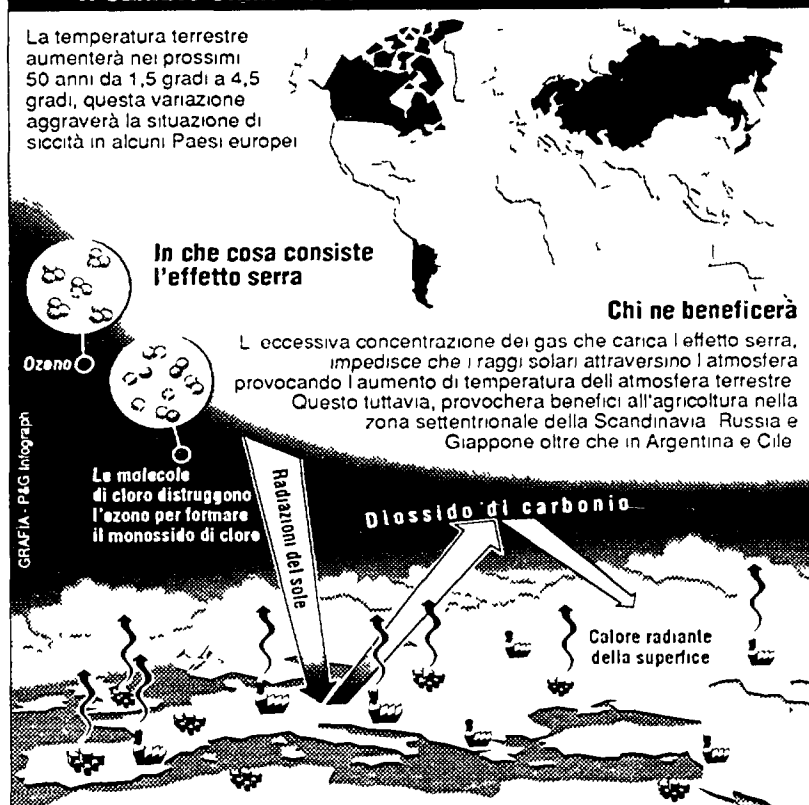 La temperatura terrestre
aumenterà nei prossimi
50 anni da 1,5 gradi a 4,5
gradi, questa variazione
aggraverà la situazione di
siccità in alcuni Paesi europei
In che cosa consiste
l'effetto serra
Ozono
Le molecole
di cloro distruggono
l'ozono per formare
il monossido di cloro
GRAFIA - P&G Infograph
Chi ne beneficerà
L eccessiva concentrazione dei gas che carica l effetto serra,
impedisce che i raggi solari attraversino l atmosfera
provocando l aumento di temperatura dell atmosfera terrestre
Questo tuttavia, provochera benefici all'agricoltura nella
zona settentrionale della Scandinavia Russia e
Giappone oltre che in Argentina e Cile
Radiazioni del sole
Diossido di carbonio
Calore radiante
della superfice